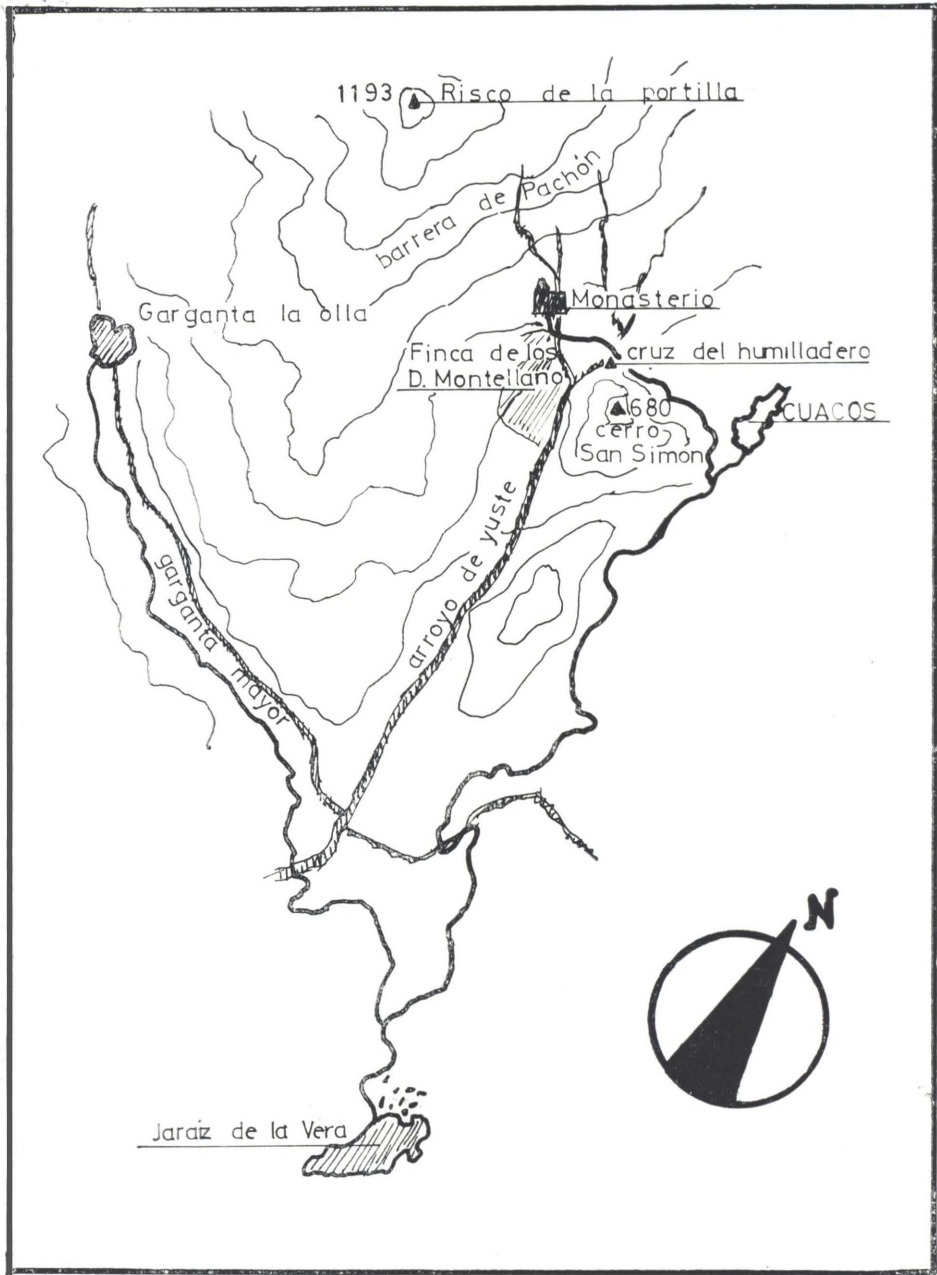 1193 Risco de la portilla
barrera de Pachón
Monasterio
Garganta la olla
Finca de los
D. Montellano
cruz del humilladero
680
cerro
San Simón
CUACOS
arroyo de yuste
garganta mayor
N
Jaraiz de la Vera